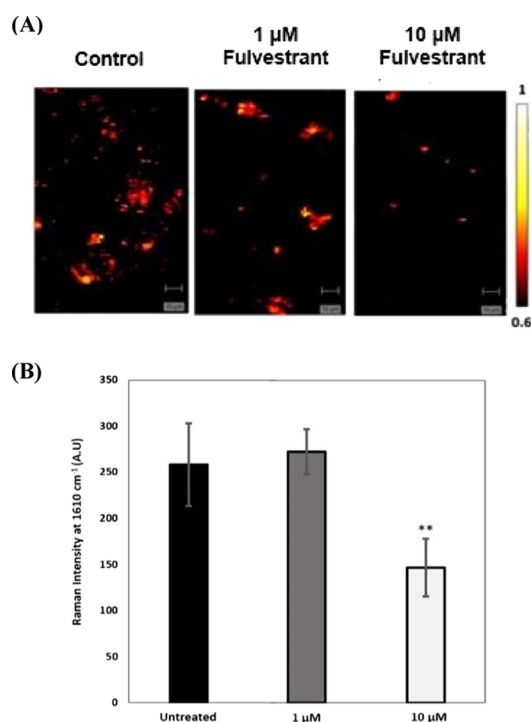 (A)
Control
1 μM
Fulvestrant
10 μM
Fulvestrant
1
0.6
(B)
350
300
250
200
150
100
50
0
Raman Intensity at 1610 cm⁻¹ (A.U)
**
Untreated
1 μM
10 μM